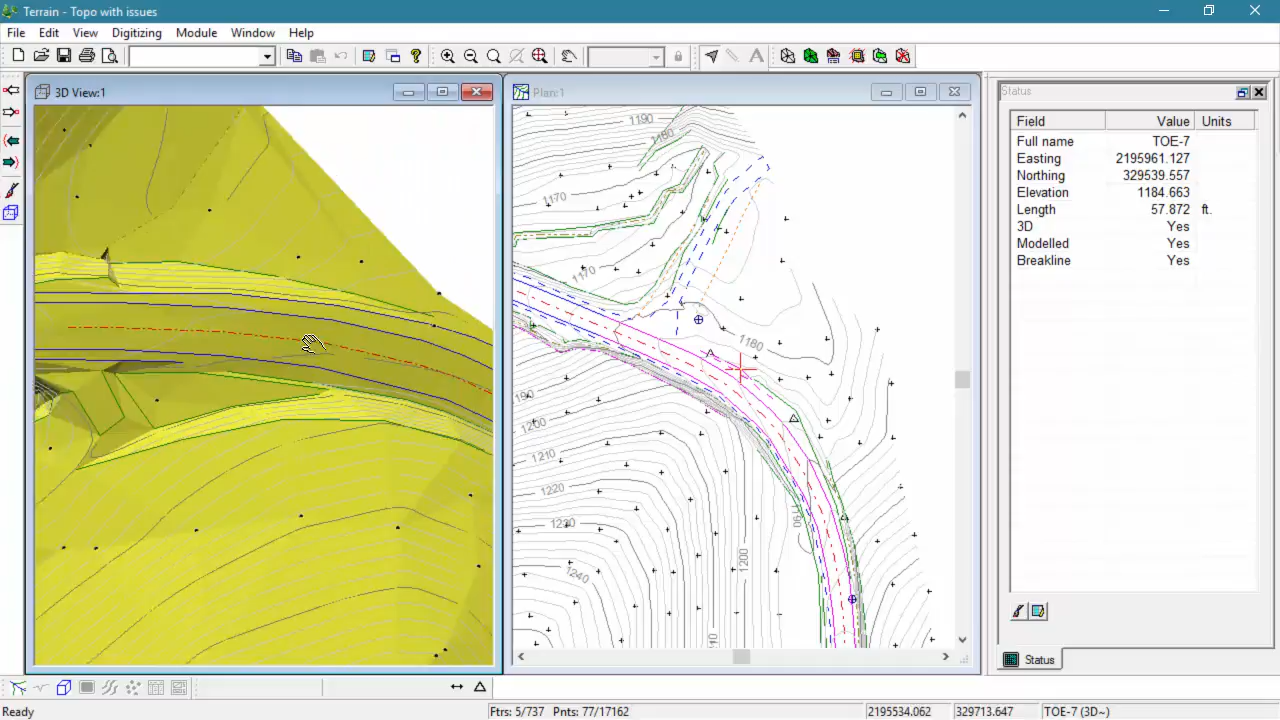 Terrain - Topo with issues
File Edit View Digitizing Module Window Help
3D View:1
Plan:1
Status
Field Value Units
Full name TOE-7
Easting 2195961.127
Northing 329539.557
Elevation 1184.663
Length 57.872 ft.
3D Yes
Modelled Yes
Breakline Yes
1190
1180
1170
1170
1180
1190
1200
1210
1220
1230
1240
1200
1190
Status
Ready Ftrs: 5/737 Pnts: 77/17162 2195534.062 329713.647 TOE-7 (3D~)